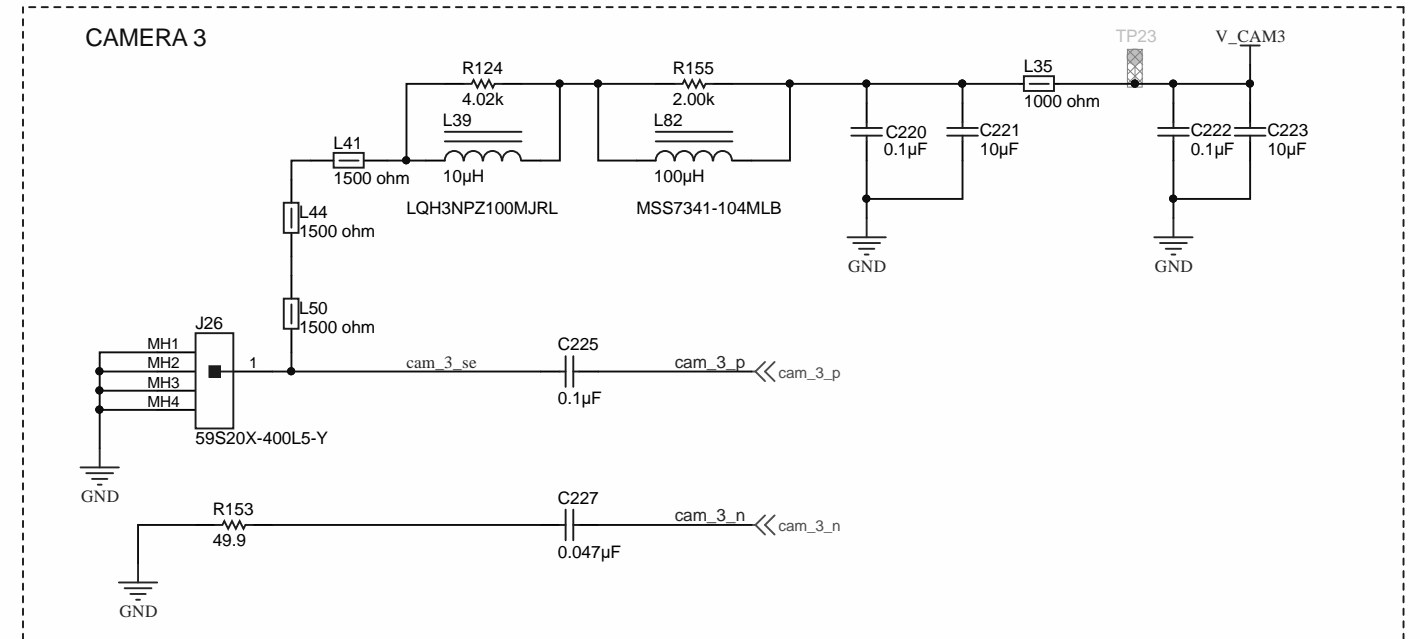 CAMERA 3
TP23
V_CAM3
R124
4.02k
R155
2.00k
L35
1000 ohm
L39
10µH
LQH3NPZ100MJRL
L82
100µH
MSS7341-104MLB
C220
0.1µF
C221
10µF
C222
0.1µF
C223
10µF
L41
1500 ohm
GND
GND
L44
1500 ohm
L50
1500 ohm
J26
MH1
MH2
MH3
MH4
1
59S20X-400L5-Y
cam_3_se
C225
0.1µF
cam_3_p
cam_3_p
GND
R153
49.9
C227
0.047µF
cam_3_n
cam_3_n
GND